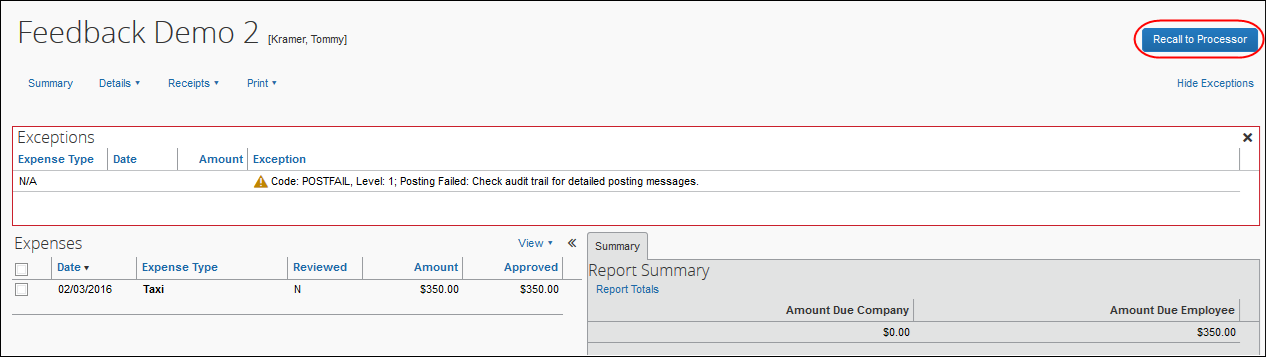 Feedback Demo 2 [Kramer, Tommy]
Recall to Processor
Summary Details Receipts Print Hide Exceptions
Exceptions
Expense Type Date Amount Exception
N/A Code: POSTFAIL, Level: 1; Posting Failed: Check audit trail for detailed posting messages.
Expenses View
Date Expense Type Reviewed Amount Approved
02/03/2016 Taxi N $350.00 $350.00
Summary
Report Summary
Report Totals
Amount Due Company Amount Due Employee
$0.00 $350.00